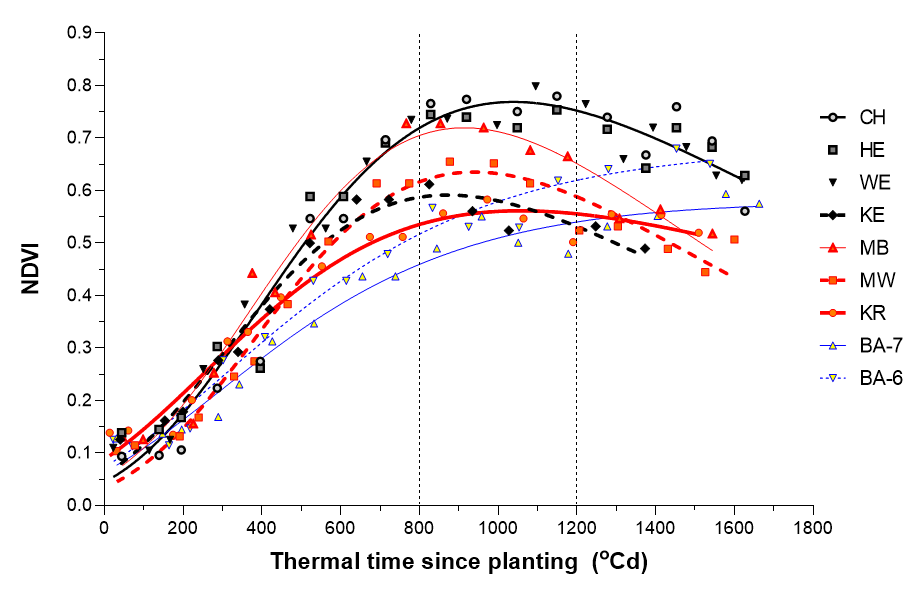 0.9
0.8
0.7
0.6
0.5
0.4
0.3
0.2
0.1
0.0
NDVI
0 200 400 600 800 1000 1200 1400 1600 1800
Thermal time since planting (°Cd)
CH
HE
WE
KE
MB
MW
KR
BA-7
BA-6